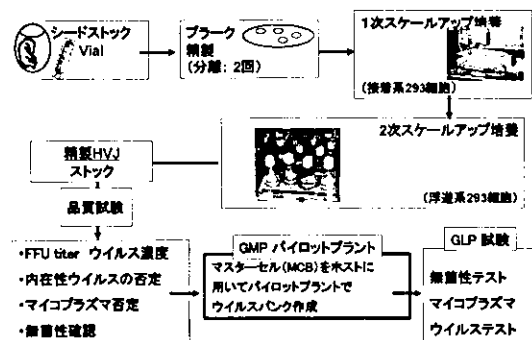 シードストック
Vial
プラーク
精製
(分離; 2回)
1次スケールアップ培養
(接着系293細胞)
2次スケールアップ培養
(浮遊系293細胞)
精製HVJ
ストック
品質試験
・FFU titer ウイルス濃度
・内在性ウイルスの否定
・マイコプラズマ否定
・無菌性確認
GMP パイロットプラント
マスターセル(MCB)をホストに
用いてパイロットプラントで
ウイルスバンク作成
GLP 試験
無菌性テスト
マイコプラズマ
ウイルステスト